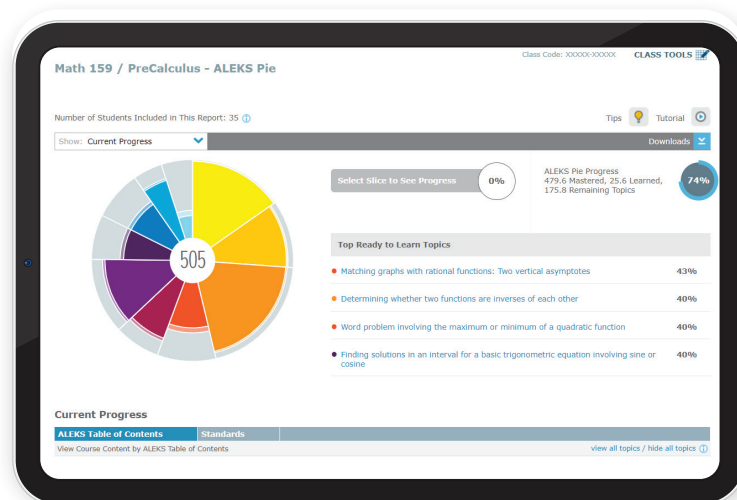 Class Code: XXXXX-XXXXX CLASS TOOLS
Math 159 / PreCalculus - ALEKS Pie
Number of Students Included in This Report: 35
Tips Tutorial
Show: Current Progress
Downloads
Select Slice to See Progress 0%
ALEKS Pie Progress
479.6 Mastered, 25.6 Learned,
175.8 Remaining Topics
74%
505
Top Ready to Learn Topics
Matching graphs with rational functions: Two vertical asymptotes 43%
Determining whether two functions are inverses of each other 40%
Word problem involving the maximum or minimum of a quadratic function 40%
Finding solutions in an interval for a basic trigonometric equation involving sine or 40%
cosine
Current Progress
ALEKS Table of Contents Standards
View Course Content by ALEKS Table of Contents view all topics / hide all topics